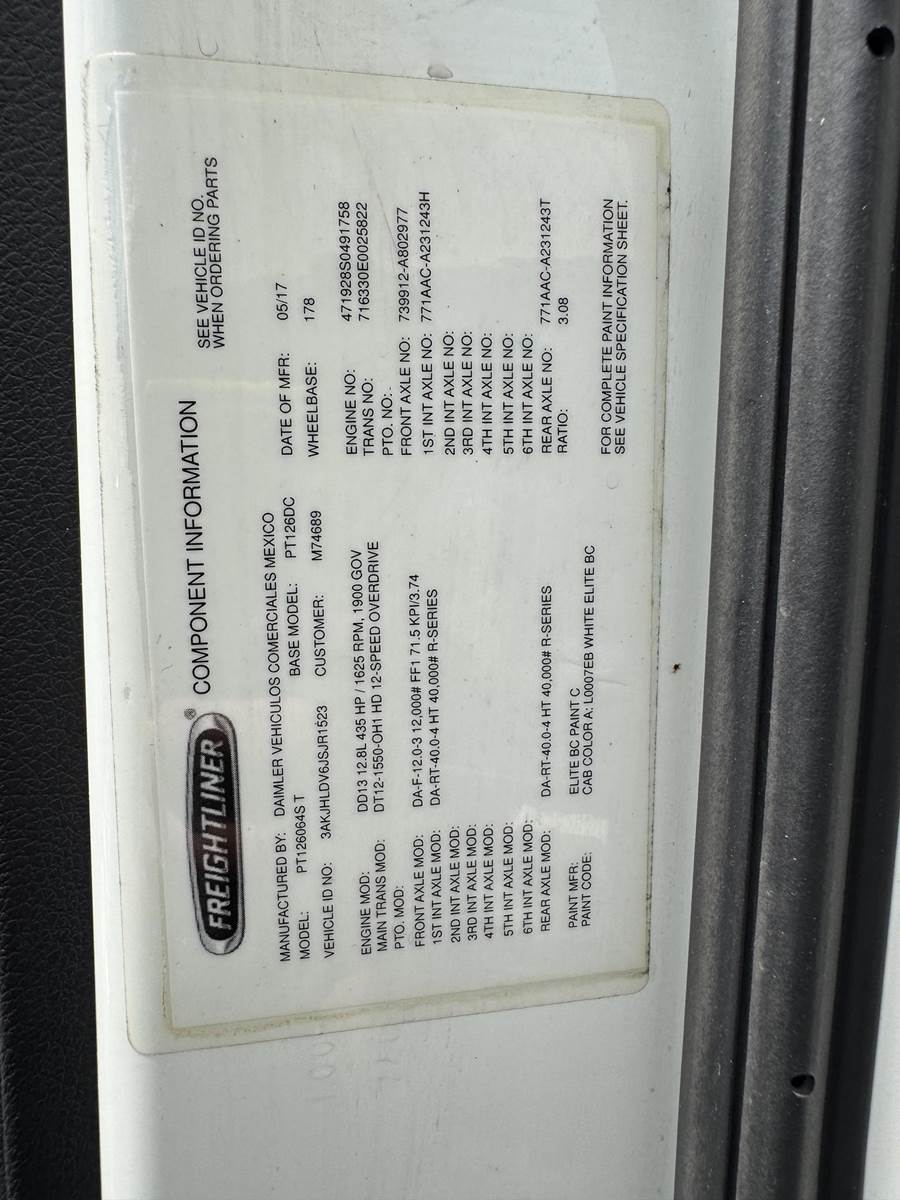 FREIGHTLINER ® COMPONENT INFORMATION
SEE VEHICLE ID NO.
WHEN ORDERING PARTS
MANUFACTURED BY: DAIMLER VEHICULOS COMERCIALES MEXICO DATE OF MFR: 05/17
MODEL: PT126064S T BASE MODEL: PT126DC WHEELBASE: 178
VEHICLE ID NO: 3AKJHLDV6JSJR1523 CUSTOMER: M74689
ENGINE MOD: DD13 12.8L 435 HP / 1625 RPM, 1900 GOV ENGINE NO: 471928S0491758
MAIN TRANS MOD: DT12-1550-OH1 HD 12-SPEED OVERDRIVE TRANS NO: 716330E0025822
PTO. MOD: PTO. NO:
FRONT AXLE MOD: DA-F-12.0-3 12,000# FF1 71.5 KPI/3.74 FRONT AXLE NO: 739912-A802977
1ST INT AXLE MOD: DA-RT-40.0-4 HT 40,000# R-SERIES 1ST INT AXLE NO: 771AAC-A231243H
2ND INT AXLE MOD: 2ND INT AXLE NO:
3RD INT AXLE MOD: 3RD INT AXLE NO:
4TH INT AXLE MOD: 4TH INT AXLE NO:
5TH INT AXLE MOD: 5TH INT AXLE NO:
6TH INT AXLE MOD: 6TH INT AXLE NO:
REAR AXLE MOD: DA-RT-40.0-4 HT 40,000# R-SERIES REAR AXLE NO: 771AAC-A231243T
RATIO: 3.08
PAINT MFR: ELITE BC PAINT C
PAINT CODE: CAB COLOR A: L0007EB WHITE ELITE BC
FOR COMPLETE PAINT INFORMATION
SEE VEHICLE SPECIFICATION SHEET.